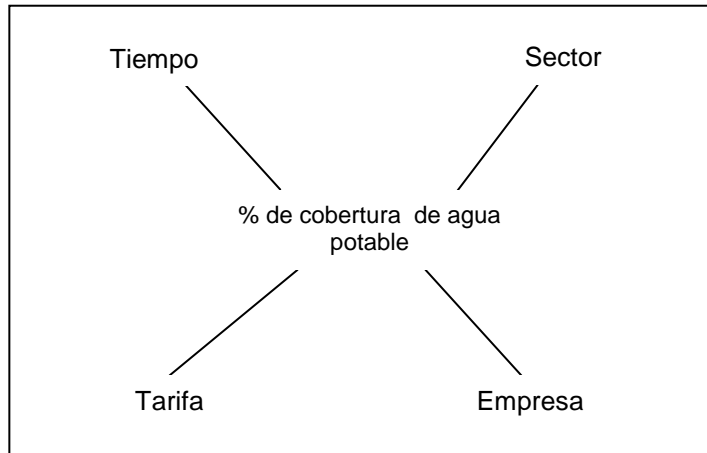 Tiempo
Sector
% de cobertura de agua
potable
Tarifa
Empresa